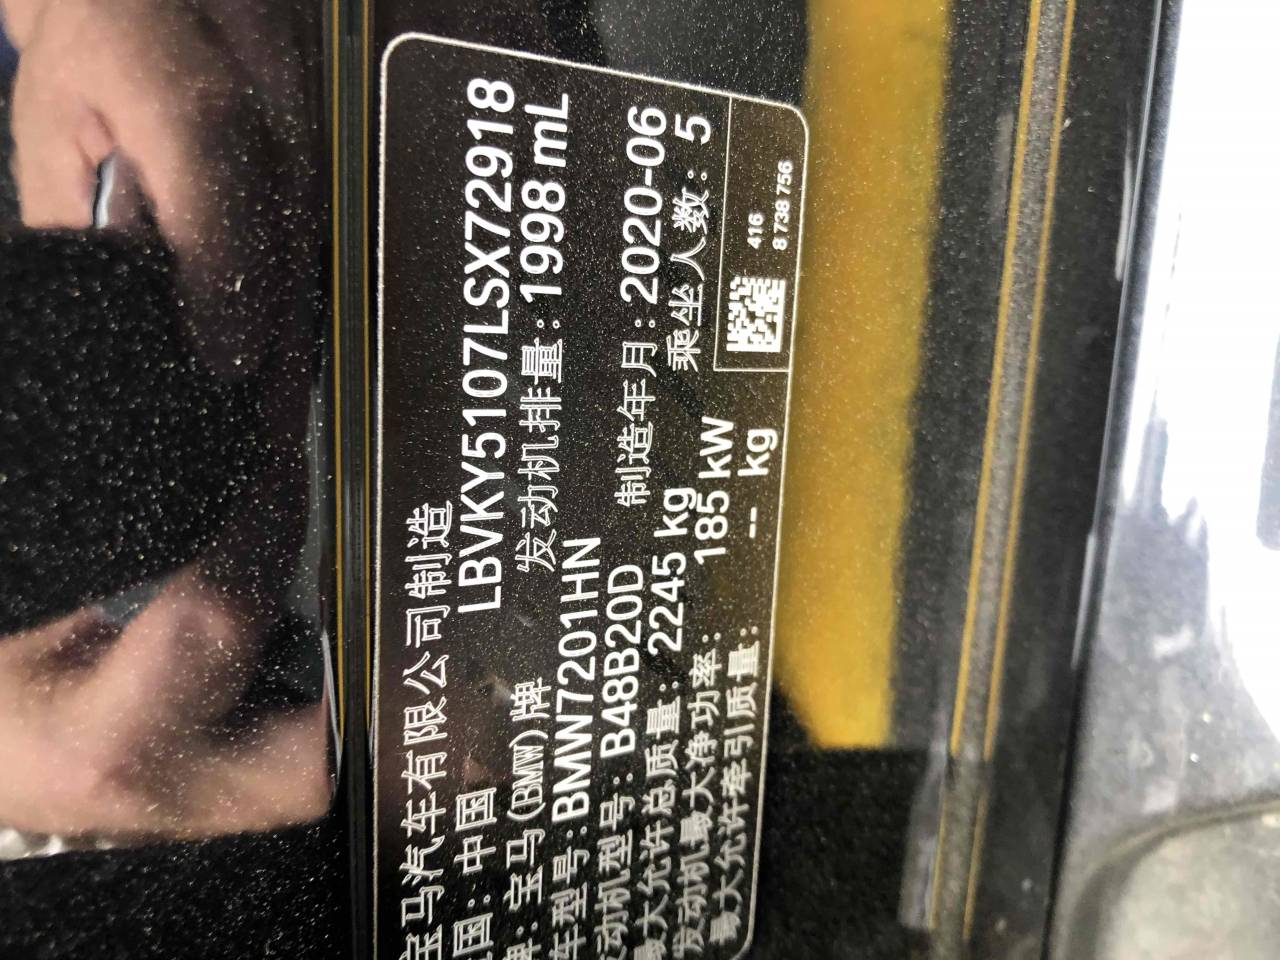 宝马汽车有限公司制造
国：中国 LBVKY5107LSX72918
牌：宝马(BMW)牌 发动机排量：1998 mL
车型号：BMW7201HN
发动机型号：B48B20D 制造年月：2020-06
最大允许总质量：2245 kg 乘坐人数：5
发动机最大净功率：185 kW
最大允许牵引质量：-- kg
416
8 738 756